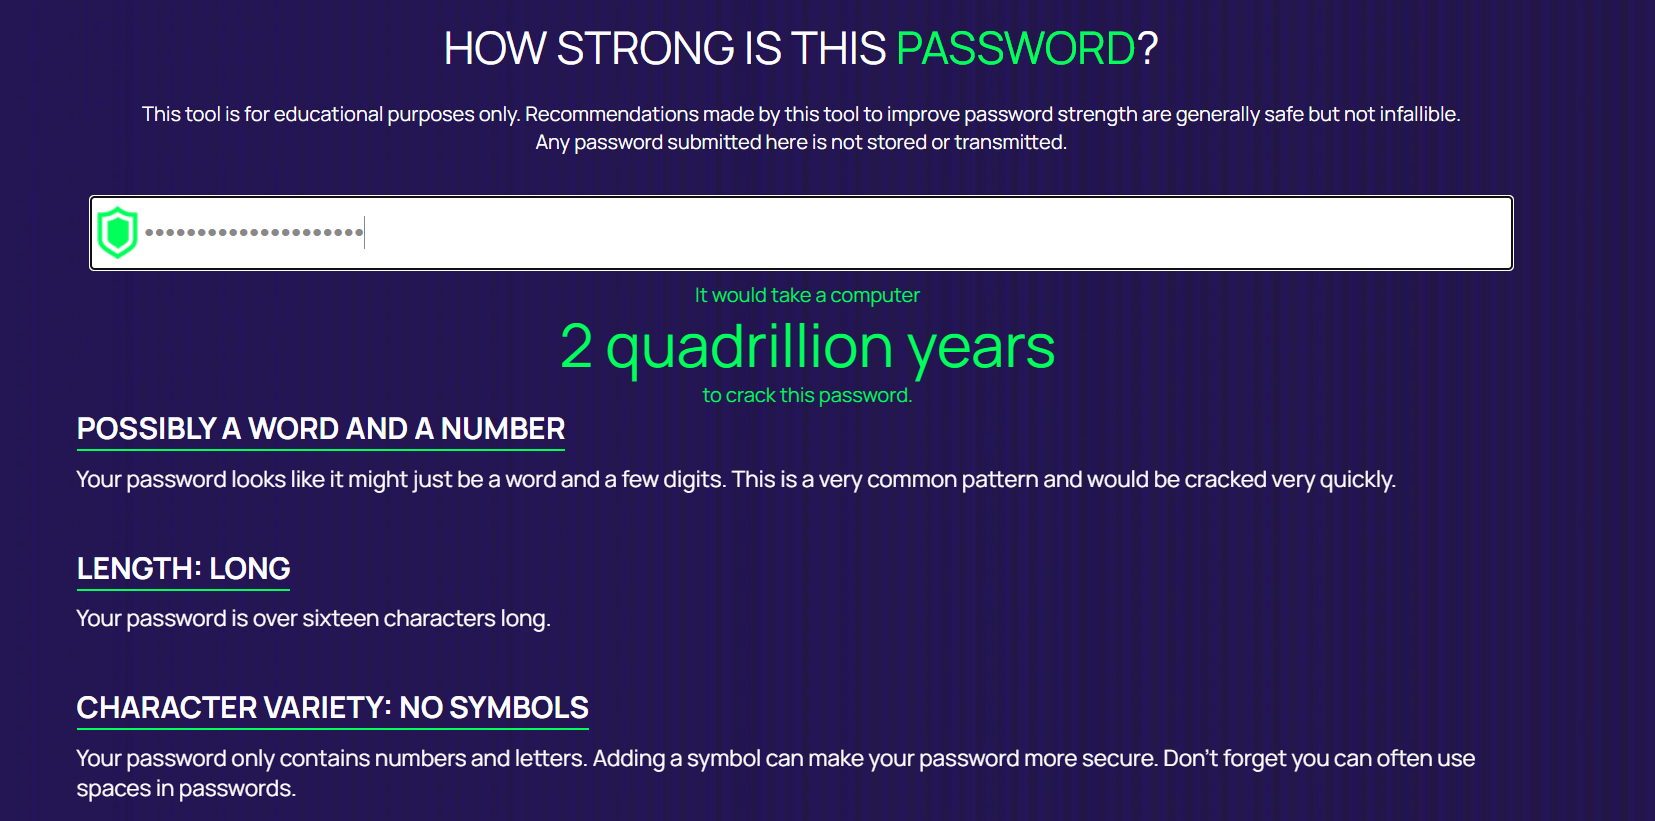 HOW STRONG IS THIS PASSWORD?
This tool is for educational purposes only. Recommendations made by this tool to improve password strength are generally safe but not infallible.
Any password submitted here is not stored or transmitted.
•••••••••••••••••••••
It would take a computer
2 quadrillion years
to crack this password.
POSSIBLY A WORD AND A NUMBER
Your password looks like it might just be a word and a few digits. This is a very common pattern and would be cracked very quickly.
LENGTH: LONG
Your password is over sixteen characters long.
CHARACTER VARIETY: NO SYMBOLS
Your password only contains numbers and letters. Adding a symbol can make your password more secure. Don't forget you can often use
spaces in passwords.